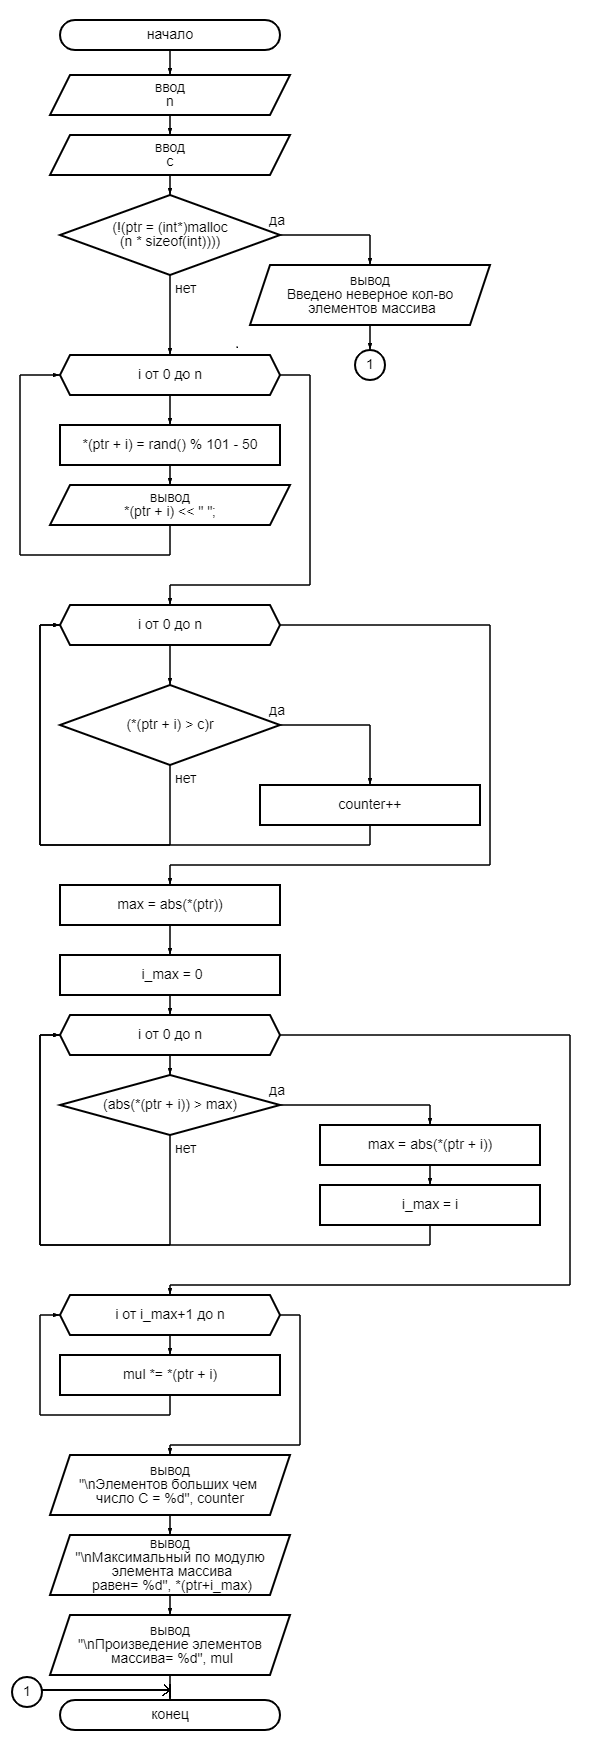 начало
ввод
n
ввод
c
(!(ptr = (int*)malloc
(n * sizeof(int))))
да
нет
вывод
Введено неверное кол-во
элементов массива
1
.
i от 0 до n
*(ptr + i) = rand() % 101 - 50
вывод
*(ptr + i) << " ";
i от 0 до n
(*(ptr + i) > c)r
да
нет
counter++
max = abs(*(ptr))
i_max = 0
i от 0 до n
(abs(*(ptr + i)) > max)
да
нет
max = abs(*(ptr + i))
i_max = i
i от i_max+1 до n
mul *= *(ptr + i)
вывод
"\nЭлементов больших чем
число C = %d", counter
вывод
"\nМаксимальный по модулю
элемента массива
равен= %d", *(ptr+i_max)
вывод
"\nПроизведение элементов
массива= %d", mul
1
конец